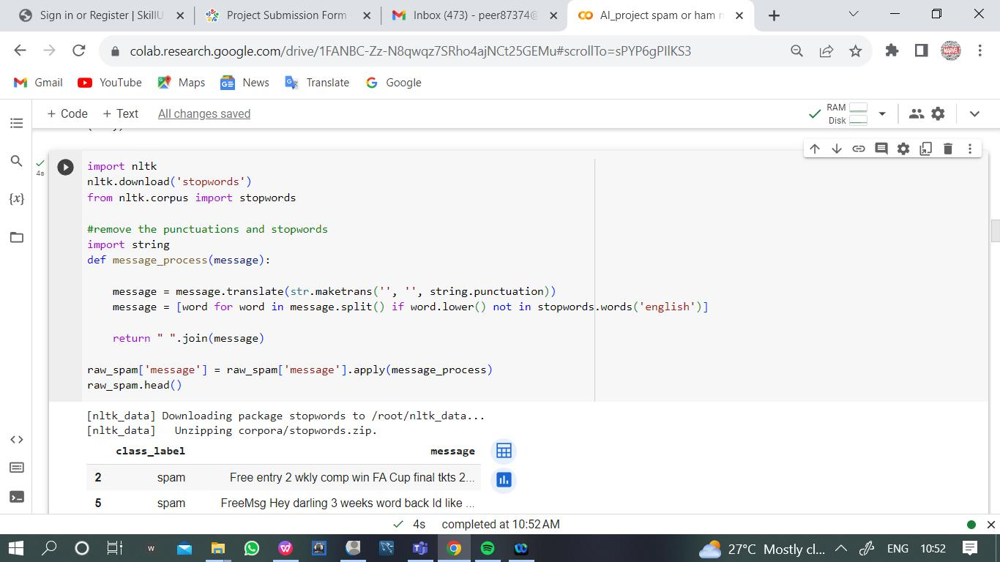 Sign in or Register | SkillU
Project Submission Form
Inbox (473) - peer87374@
AI_project spam or ham m
colab.research.google.com/drive/1FANBC-Zz-N8qwqz7SRho4ajNCt25GEMu#scrollTo=sPYP6gPIlKS3
Gmail YouTube Maps News Translate Google
+ Code + Text All changes saved
RAM
Disk
4s
import nltk
nltk.download('stopwords')
from nltk.corpus import stopwords
#remove the punctuations and stopwords
import string
def message_process(message):
message = message.translate(str.maketrans('', '', string.punctuation))
message = [word for word in message.split() if word.lower() not in stopwords.words('english')]
return " ".join(message)
raw_spam['message'] = raw_spam['message'].apply(message_process)
raw_spam.head()
[nltk_data] Downloading package stopwords to /root/nltk_data...
[nltk_data]   Unzipping corpora/stopwords.zip.
class_label message
2 spam Free entry 2 wkly comp win FA Cup final tkts 2...
5 spam FreeMsg Hey darling 3 weeks word back Id like ...
4s completed at 10:52 AM
27°C Mostly cl... ENG 10:52